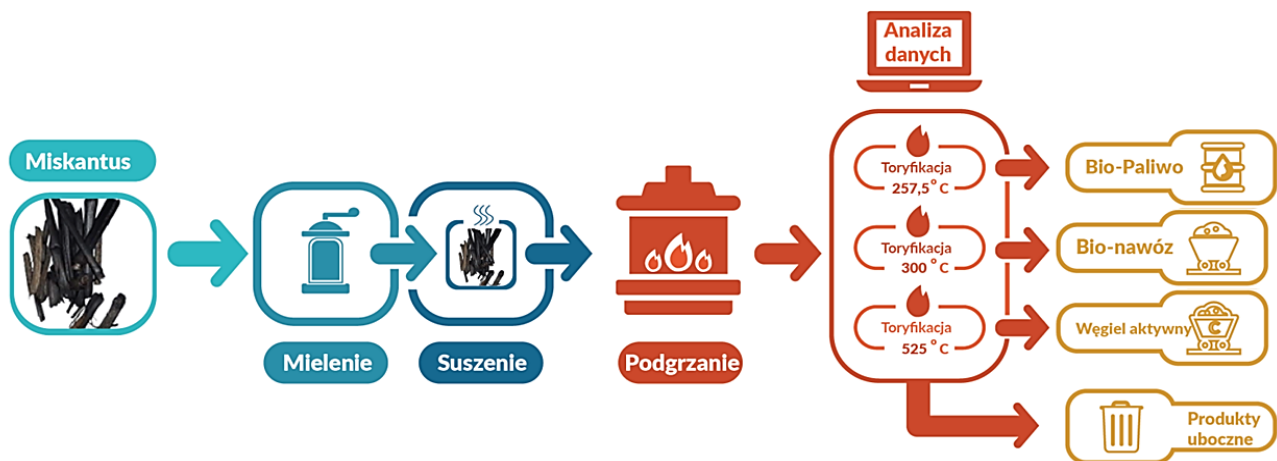 Miskantus
Mielenie
Suszenie
Podgrzanie
Analiza
danych
Toryfikacja
257,5°C
Toryfikacja
300°C
Toryfikacja
525°C
Bio-Paliwo
Bio-nawóz
Węgiel aktywny
C
Produkty
uboczne